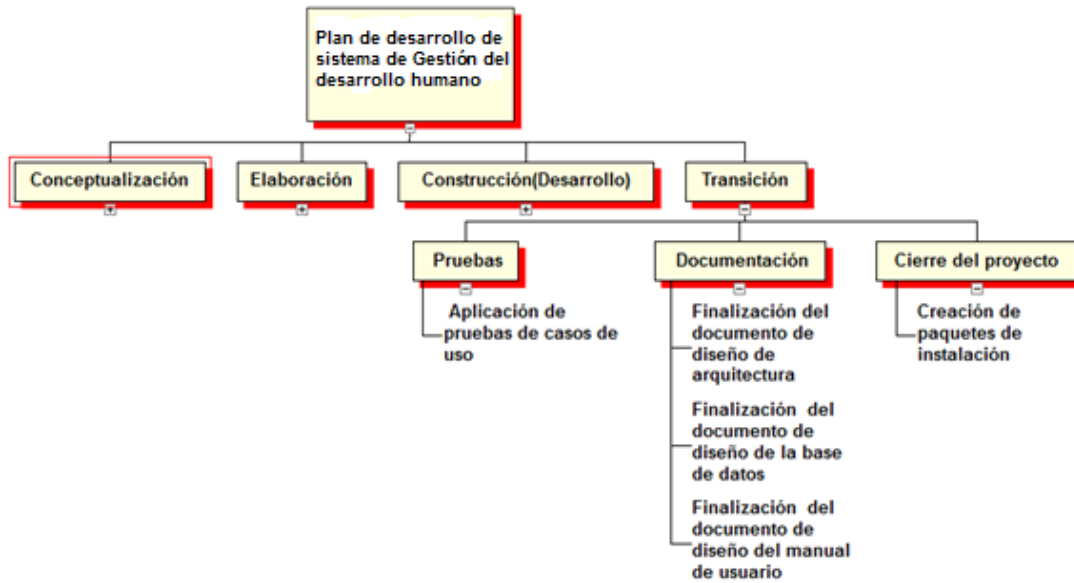 Plan de desarrollo de
sistema de Gestión del
desarrollo humano
Conceptualización
Elaboración
Construcción(Desarrollo)
Transición
Pruebas
Documentación
Cierre del proyecto
Aplicación de
pruebas de casos de
uso
Finalización del
documento de
diseño de
arquitectura
Finalización del
documento de
diseño de la base
de datos
Finalización del
documento de
diseño del manual
de usuario
Creación de
paquetes de
instalación